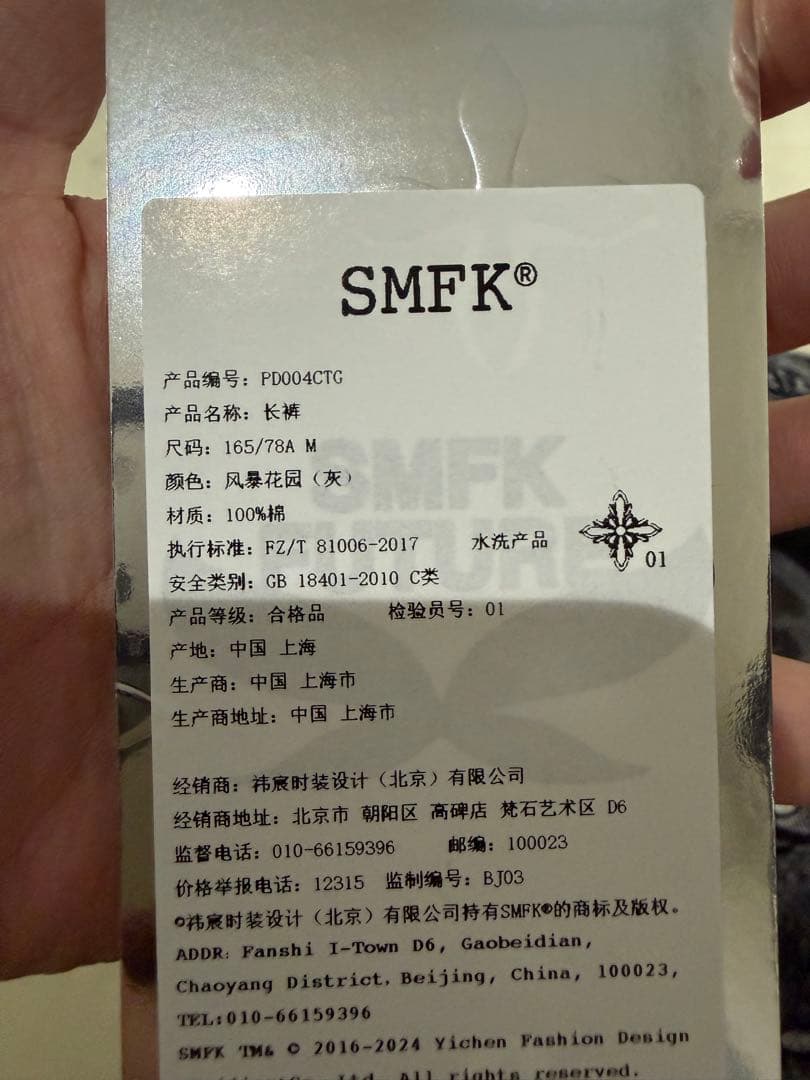 SMFK®
产品编号：PD004CTG
产品名称：长裤
尺码：165/78A M
颜色：风暴花园（灰）
材质：100%棉
执行标准：FZ/T 81006-2017 水洗产品
01
安全类别：GB 18401-2010 C类
产品等级：合格品 检验员号：01
产地：中国 上海
生产商：中国 上海市
生产商地址：中国 上海市
经销商：祎宸时装设计（北京）有限公司
经销商地址：北京市 朝阳区 高碑店 梵石艺术区 D6
监督电话：010-66159396 邮编：100023
价格举报电话：12315 监制编号：BJ03
©祎宸时装设计（北京）有限公司持有SMFK®的商标及版权。
ADDR: Fanshi I-Town D6, Gaobeidian,
Chaoyang District, Beijing, China, 100023,
TEL:010-66159396
SMFK TM& © 2016-2024 Yichen Fashion Design
Co., Ltd. All rights reserved.
SMFK